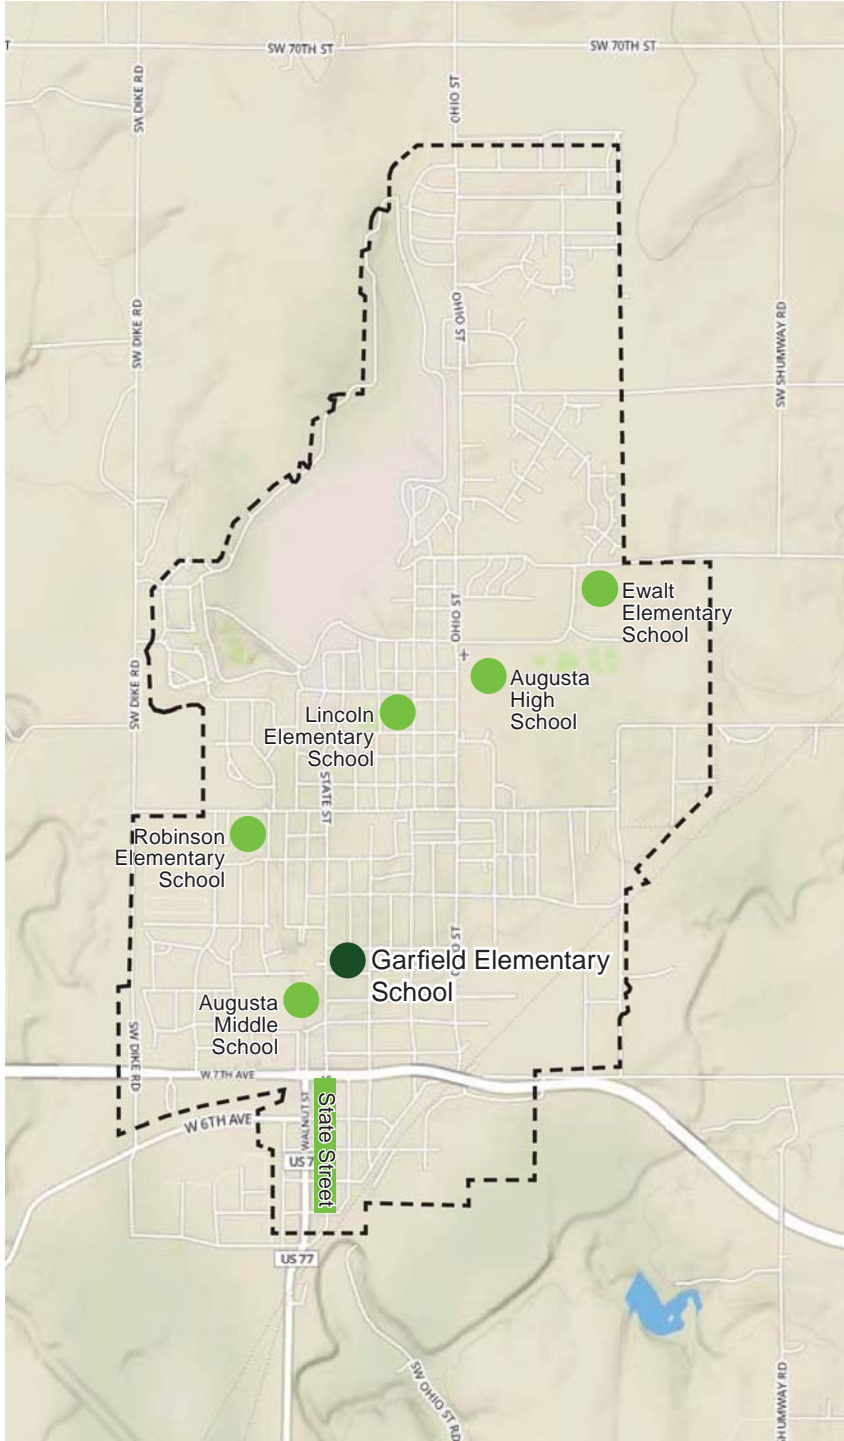 T
SW 70TH ST
SW 70TH ST
SW DIKE RD
OHIO ST
SW DIKE RD
OHIO ST
SW SHUMWAY RD
Ewalt
Elementary
School
OHIO ST
SW DIKE RD
Augusta
High
School
Lincoln
Elementary
School
STATE ST
Robinson
Elementary
School
O ST
Garfield Elementary
School
Augusta
Middle
School
SW DIKE RD
W 7TH AVE
S
W 6TH AVE
WALNUT ST
State Street
US 7
US 77
SW OHIO ST RD
HUMWAY RD